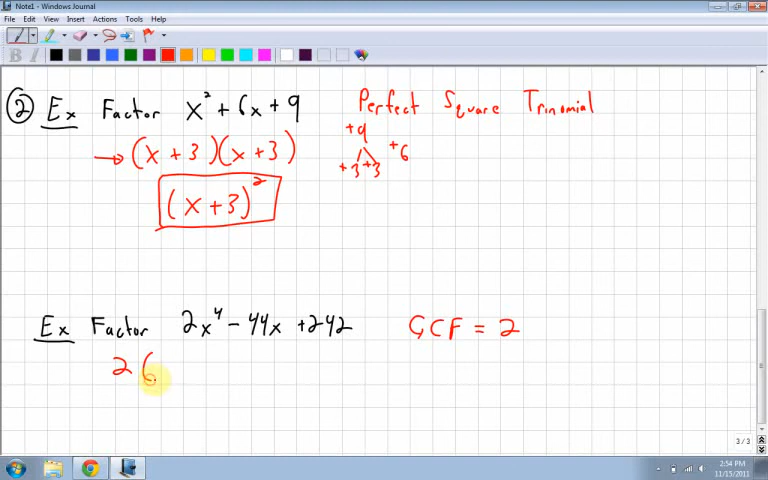 Note1 - Windows Journal
File Edit View Insert Actions Tools Help
B I
② Ex Factor x² + 6x + 9 Perfect Square Trinomial
+9
→ (x + 3)(x + 3) +3 +3 +6
(x + 3)²
Ex Factor 2x⁴ - 44x + 242 GCF = 2
2 (
3 / 3
2:54 PM
11/15/2011